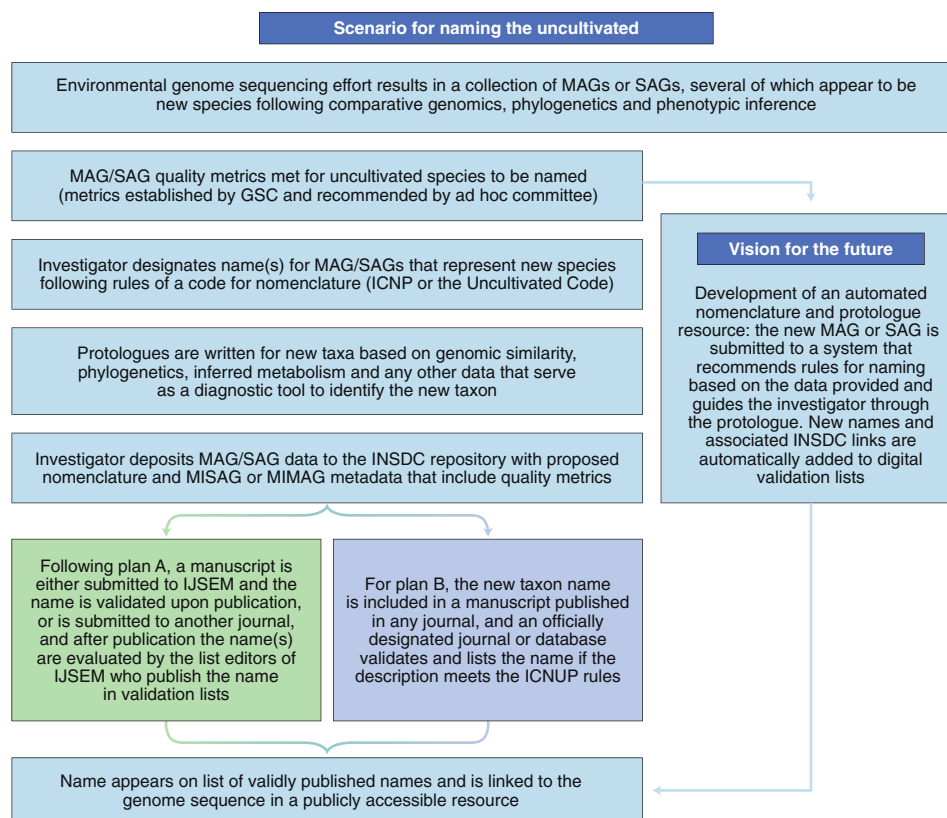 Scenario for naming the uncultivated
Environmental genome sequencing effort results in a collection of MAGs or SAGs, several of which appear to be
new species following comparative genomics, phylogenetics and phenotypic inference
MAG/SAG quality metrics met for uncultivated species to be named
(metrics established by GSC and recommended by ad hoc committee)
Investigator designates name(s) for MAG/SAGs that represent new species
following rules of a code for nomenclature (ICNP or the Uncultivated Code)
Protologues are written for new taxa based on genomic similarity,
phylogenetics, inferred metabolism and any other data that serve
as a diagnostic tool to identify the new taxon
Investigator deposits MAG/SAG data to the INSDC repository with proposed
nomenclature and MISAG or MIMAG metadata that include quality metrics
Vision for the future
Development of an automated
nomenclature and protologue
resource: the new MAG or SAG is
submitted to a system that
recommends rules for naming
based on the data provided and
guides the investigator through
the protologue. New names and
associated INSDC links are
automatically added to digital
validation lists
Following plan A, a manuscript is
either submitted to IJSEM and the
name is validated upon publication,
or is submitted to another journal,
and after publication the name(s)
are evaluated by the list editors of
IJSEM who publish the name
in validation lists
For plan B, the new taxon name
is included in a manuscript published
in any journal, and an officially
designated journal or database
validates and lists the name if the
description meets the ICNUP rules
Name appears on list of validly published names and is linked to the
genome sequence in a publicly accessible resource